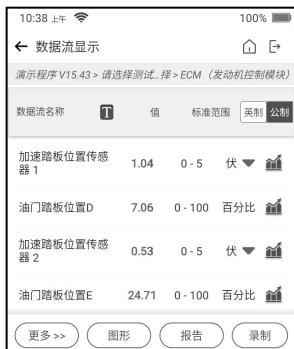 10:38 上午 100%
数据流显示
演示程序 V15.43 > 请选择测试...择 > ECM （发动机控制模块）
数据流名称 T 值 标准范围 英制 公制
加速踏板位置传感
器 1 1.04 0 - 5 伏
油门踏板位置D 7.06 0 - 100 百分比
加速踏板位置传感
器 2 0.53 0 - 5 伏
油门踏板位置E 24.71 0 - 100 百分比
更多 >> 图形 报告 录制